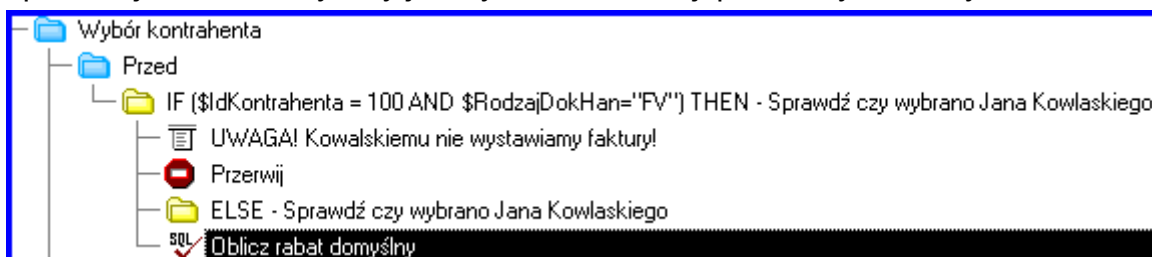 Wybór kontrahenta
Przed
IF ($IdKontrahenta = 100 AND $RodzajDokHan="FV") THEN - Sprawdź czy wybrano Jana Kowlaskiego
UWAGA! Kowalskiemu nie wystawiamy faktury!
Przerwij
ELSE - Sprawdź czy wybrano Jana Kowlaskiego
SQL Oblicz rabat domyślny